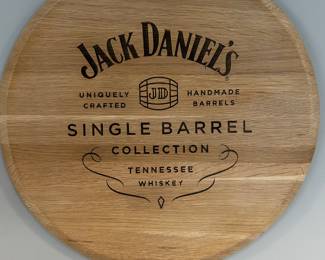 JACK DANIEL'S
UNIQUELY CRAFTED
JD
HANDMADE BARRELS
SINGLE BARREL
COLLECTION
TENNESSEE
WHISKEY